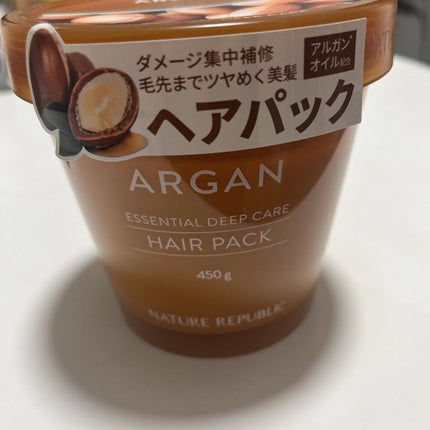 ダメージ集中補修
毛先までツヤめく美髪
アルガン*
オイル配合
ヘアパック
ARGAN
ESSENTIAL DEEP CARE
HAIR PACK
450g
NATURE REPUBLIC